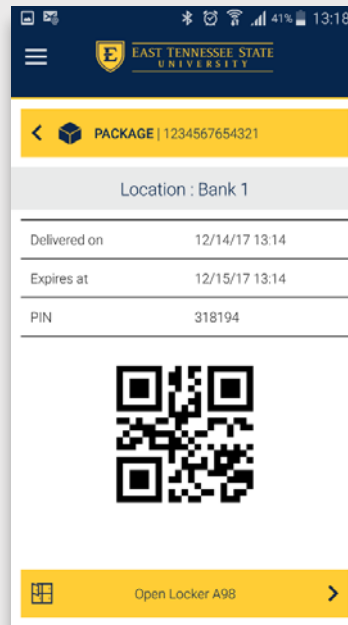 41% 13:18
E EAST TENNESSEE STATE
UNIVERSITY
PACKAGE | 1234567654321
Location : Bank 1
Delivered on 12/14/17 13:14
Expires at 12/15/17 13:14
PIN 318194
Open Locker A98